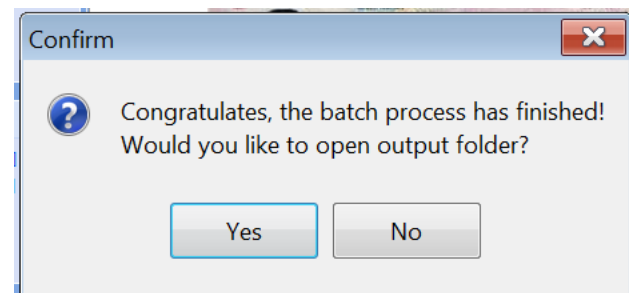 Confirm
Congratulates, the batch process has finished!
Would you like to open output folder?
Yes
No